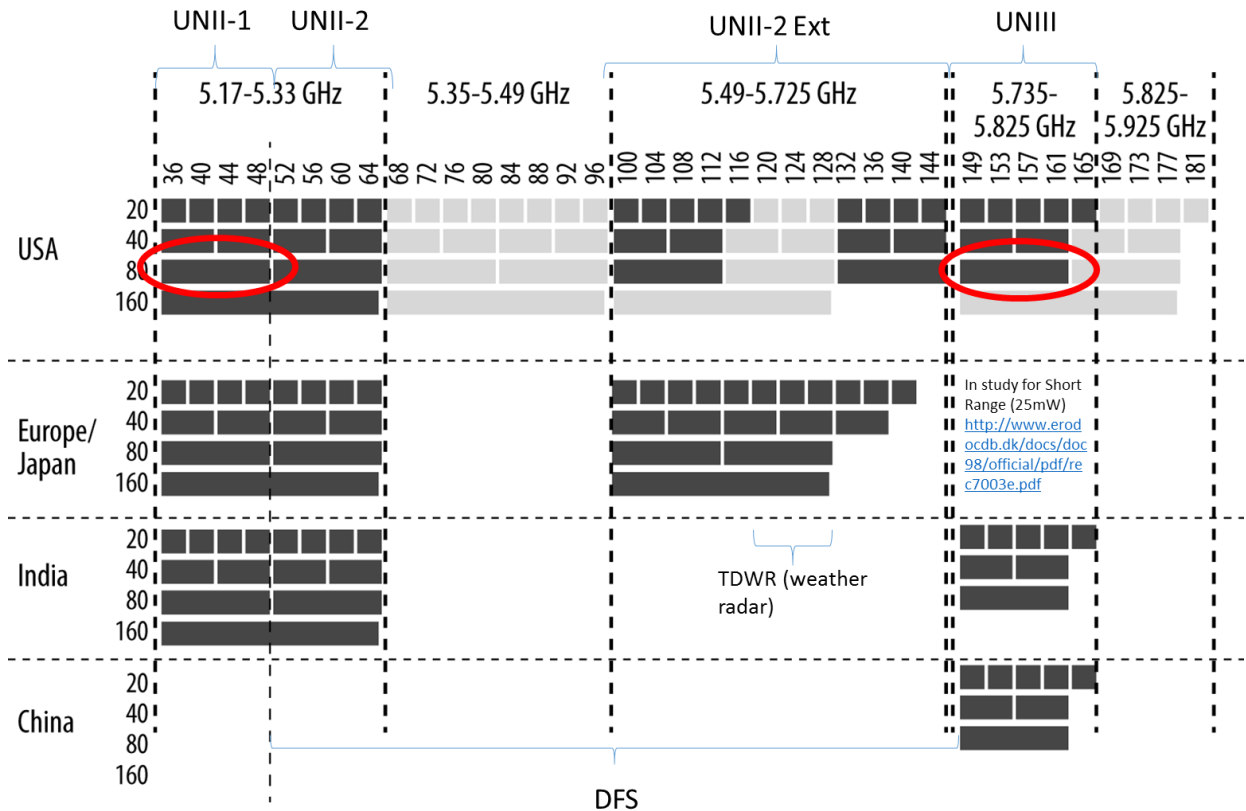 UNII-1
UNII-2
UNII-2 Ext
UNIII
5.17-5.33 GHz
5.35-5.49 GHz
5.49-5.725 GHz
5.735-
5.825 GHz
5.825-
5.925 GHz
36 40 44 48 52 56 60 64 68 72 76 80 84 88 92 96 100 104 108 112 116 120 124 128 132 136 140 144 149 153 157 161 165 169 173 177 181
USA
20
40
80
160
Europe/
Japan
20
40
80
160
In study for Short
Range (25mW)
http://www.erod
ocdb.dk/docs/doc
98/official/pdf/re
c7003e.pdf
India
20
40
80
160
TDWR (weather
radar)
China
20
40
80
160
DFS